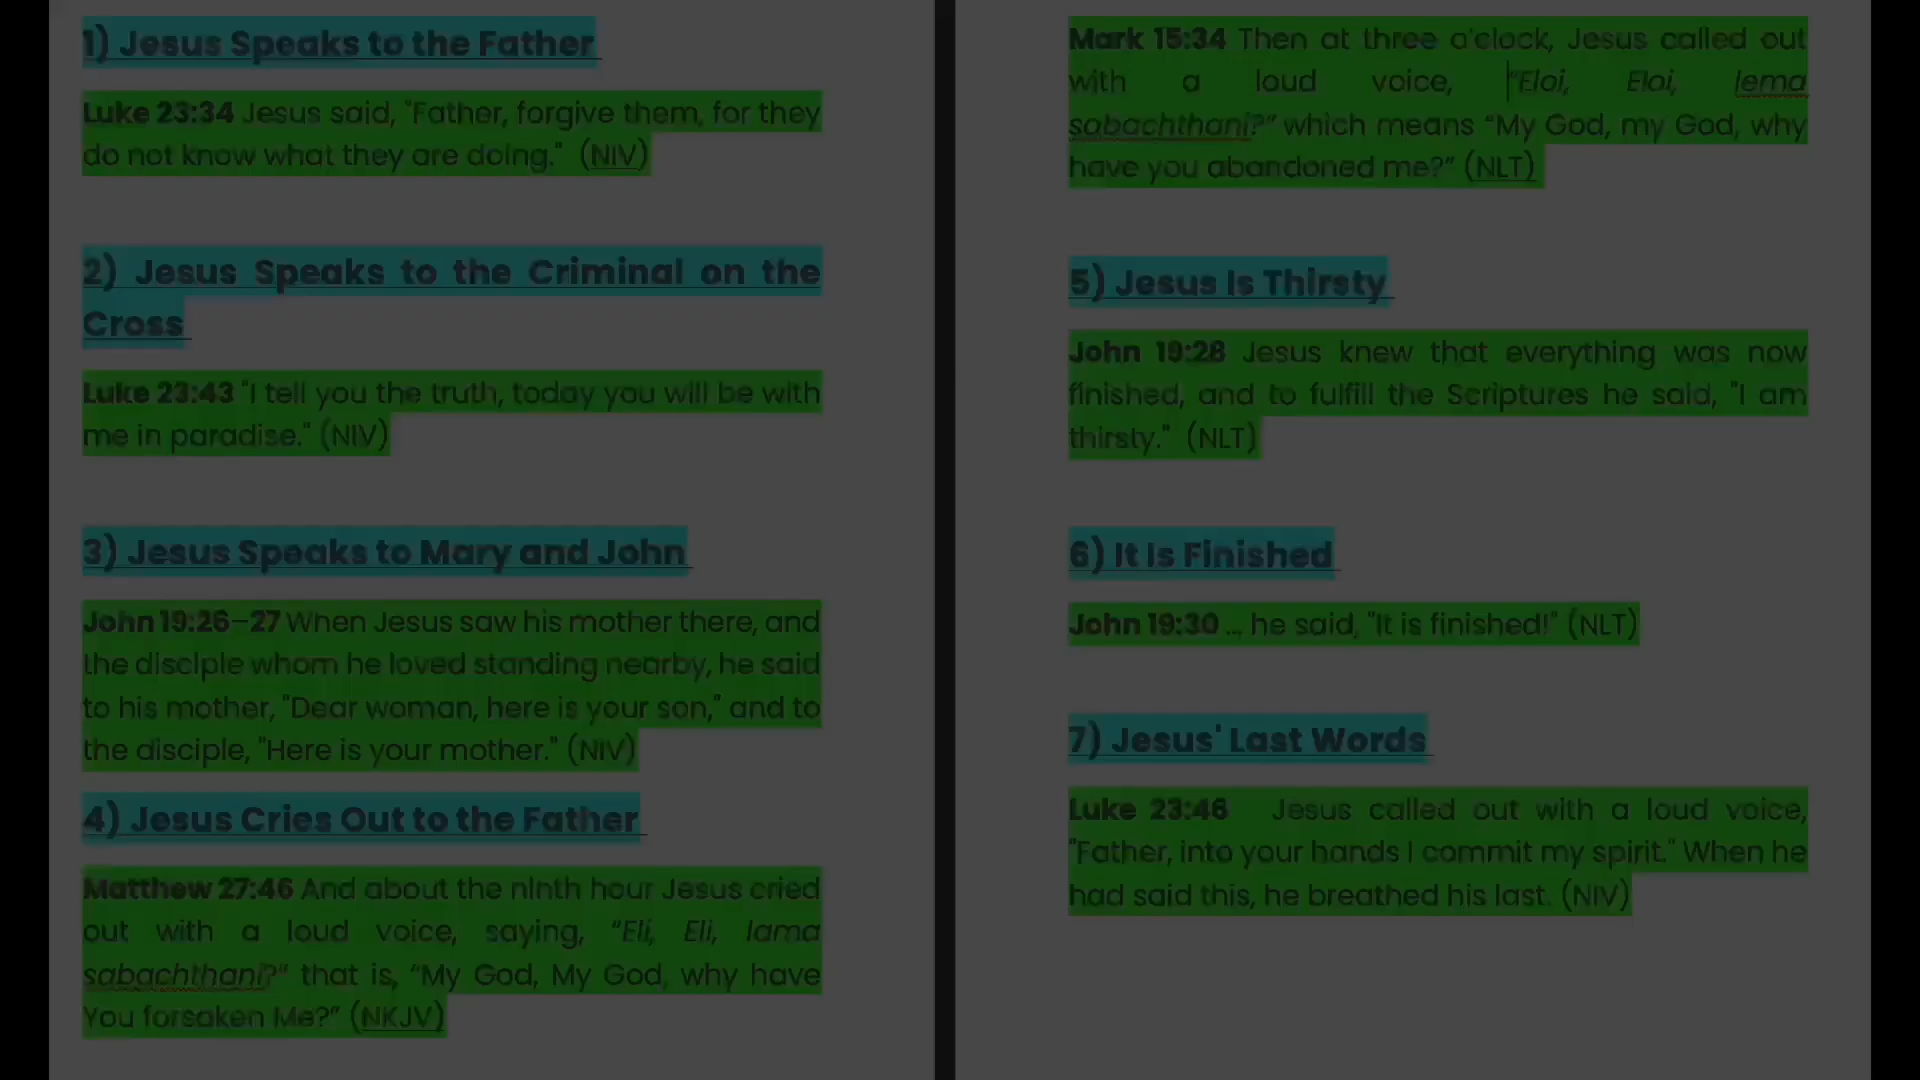 1) Jesus Speaks to the Father
Luke 23:34 Jesus said, "Father, forgive them, for they
do not know what they are doing." (NIV)
2) Jesus Speaks to the Criminal on the
Cross
Luke 23:43 "I tell you the truth, today you will be with
me in paradise." (NIV)
3) Jesus Speaks to Mary and John
John 19:26–27 When Jesus saw his mother there, and
the disciple whom he loved standing nearby, he said
to his mother, "Dear woman, here is your son," and to
the disciple, "Here is your mother." (NIV)
4) Jesus Cries Out to the Father
Matthew 27:46 And about the ninth hour Jesus cried
out with a loud voice, saying, “Eli, Eli, lama
sabachthani?” that is, “My God, My God, why have
You forsaken Me?” (NKJV)
Mark 15:34 Then at three o'clock, Jesus called out
with a loud voice, “Eloi, Eloi, lema
sabachthani?” which means “My God, my God, why
have you abandoned me?” (NLT)
5) Jesus Is Thirsty
John 19:28 Jesus knew that everything was now
finished, and to fulfill the Scriptures he said, "I am
thirsty." (NLT)
6) It Is Finished
John 19:30 ... he said, "It is finished!" (NLT)
7) Jesus' Last Words
Luke 23:46 Jesus called out with a loud voice,
"Father, into your hands I commit my spirit." When he
had said this, he breathed his last. (NIV)